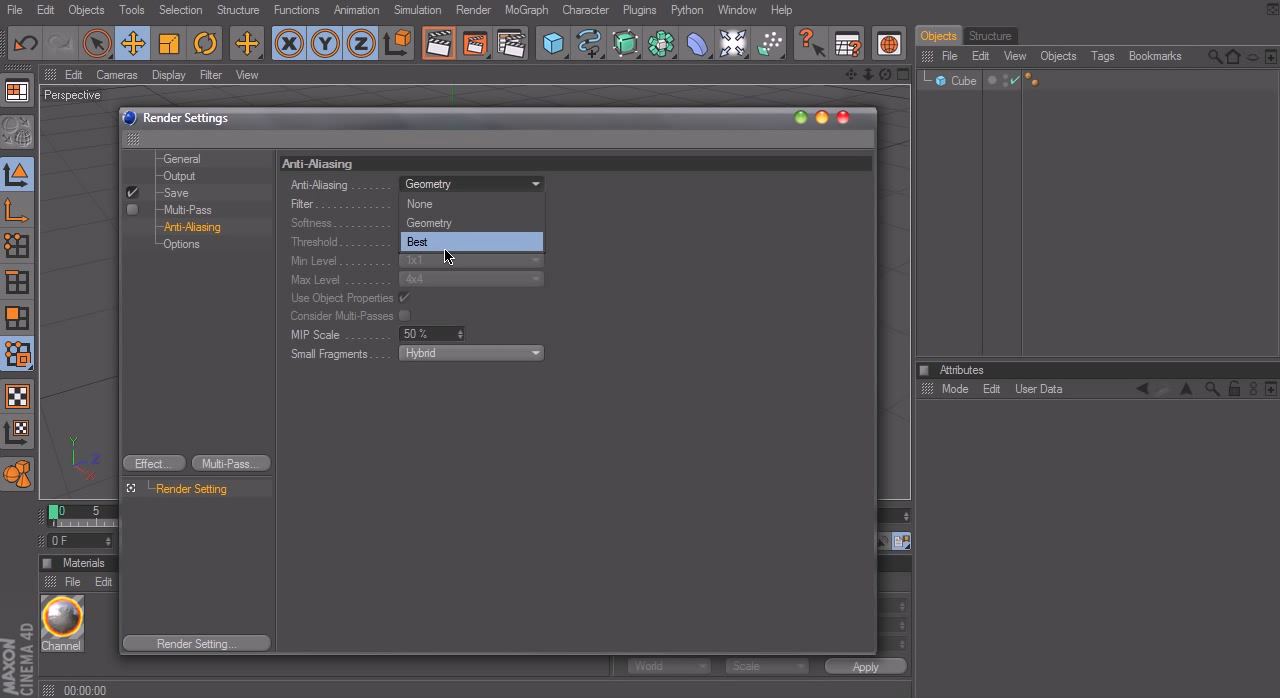 File Edit Objects Tools Selection Structure Functions Animation Simulation Render MoGraph Character Plugins Python Window Help
X Y Z
Objects Structure
File Edit View Objects Tags Bookmarks
Cube
Edit Cameras Display Filter View
Perspective
Render Settings
General
Output
Save
Multi-Pass
Anti-Aliasing
Options
Effect... Multi-Pass...
Render Setting
Render Setting...
Anti-Aliasing
Anti-Aliasing . . . . . . . Geometry
Filter . . . . . . . . . . . . None
Softness . . . . . . . . . Geometry
Threshold . . . . . . . . Best
Min Level . . . . . . . . 1x1
Max Level . . . . . . . . 4x4
Use Object Properties
Consider Multi-Passes
MIP Scale . . . . . . . 50 %
Small Fragments . . . . Hybrid
Attributes
Mode Edit User Data
Y
Z
X
0 5
0 F
Materials
File Edit
Channel
World Scale Apply
MAXON
CINEMA 4D
00:00:00